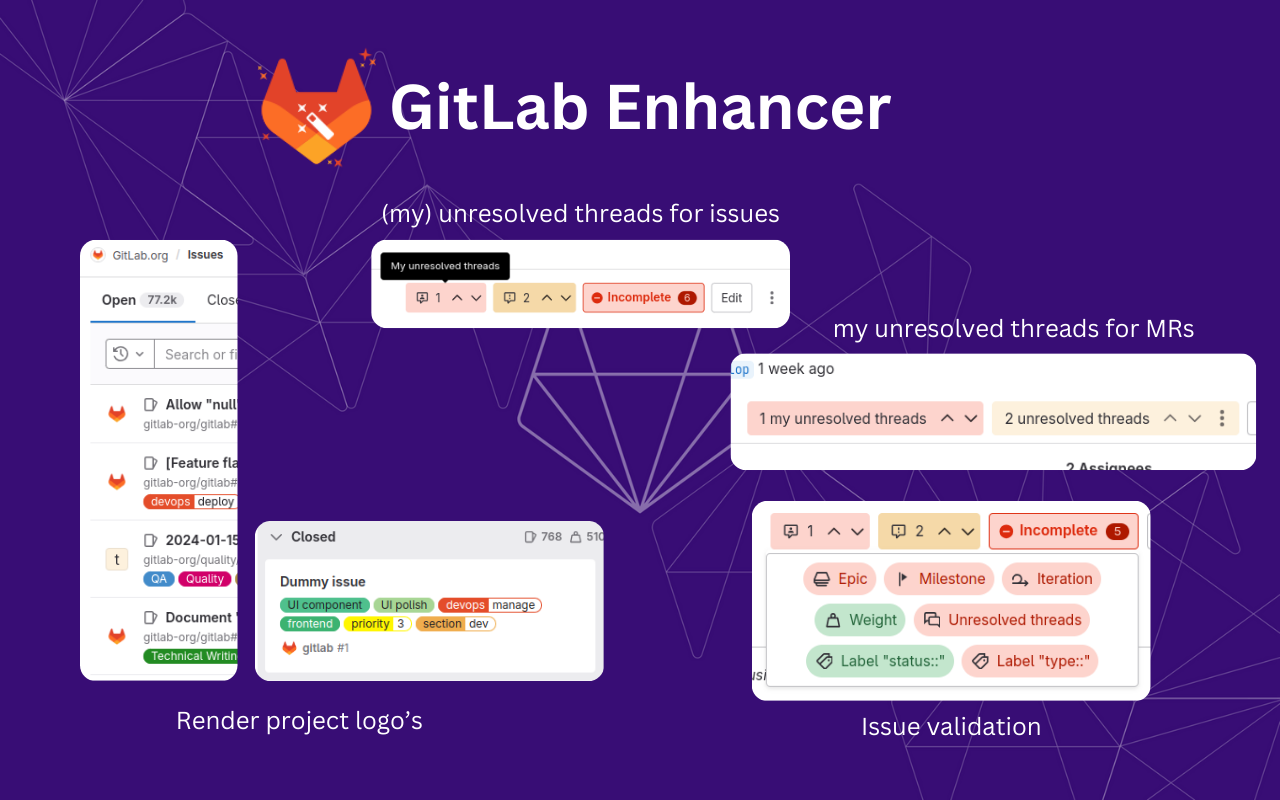 GitLab Enhancer
(my) unresolved threads for issues
GitLab.org / Issues
Open 77.2k
Search or
Allow "null
gitlab-org/gitlab#
[Feature
gitlab-org/gitlab#
devops deploy
t
2024-01-15
gitlab-org/quality
QA Quality
Document
gitlab-org/gitlab#
Technical
My unresolved threads
1 2 Incomplete 6 Edit
my unresolved threads for MRs
1 week ago
1 my unresolved threads 2 unresolved threads
2 Assignees
Closed 768 510
Dummy issue
UI component UI polish devops manage
frontend priority 3 section dev
gitlab #1
1 2 Incomplete 5
Epic Milestone Iteration
Weight Unresolved threads
Label "status::" Label "type::"
Render project logo’s
Issue validation